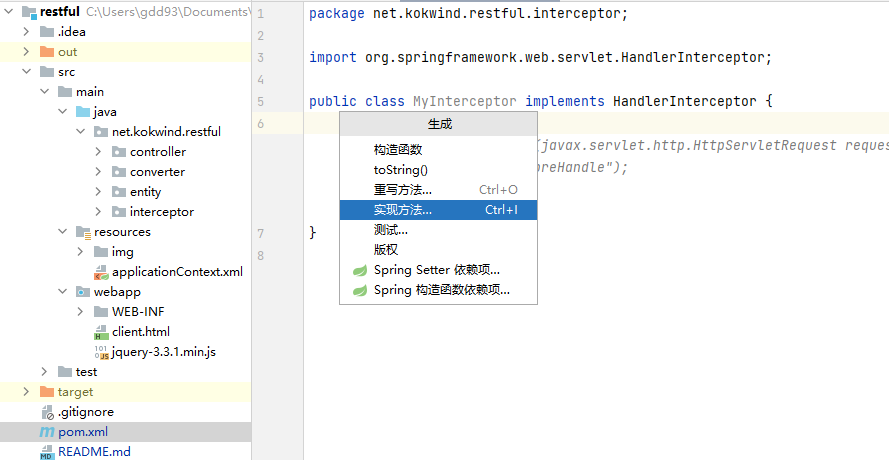 restful C:\Users\gdd93\Documents\
.idea
out
src
main
java
net.kokwind.restful
controller
converter
entity
interceptor
resources
img
applicationContext.xml
webapp
WEB-INF
client.html
jquery-3.3.1.min.js
test
target
.gitignore
pom.xml
README.md
1 package net.kokwind.restful.interceptor;
2
3 import org.springframework.web.servlet.HandlerInterceptor;
4
5 public class MyInterceptor implements HandlerInterceptor {
6
(javax.servlet.http.HttpServletRequest reque
oreHandle");
7 }
8
生成
构造函数
toString()
重写方法... Ctrl+O
实现方法... Ctrl+I
测试...
版权
Spring Setter 依赖项...
Spring 构造函数依赖项...